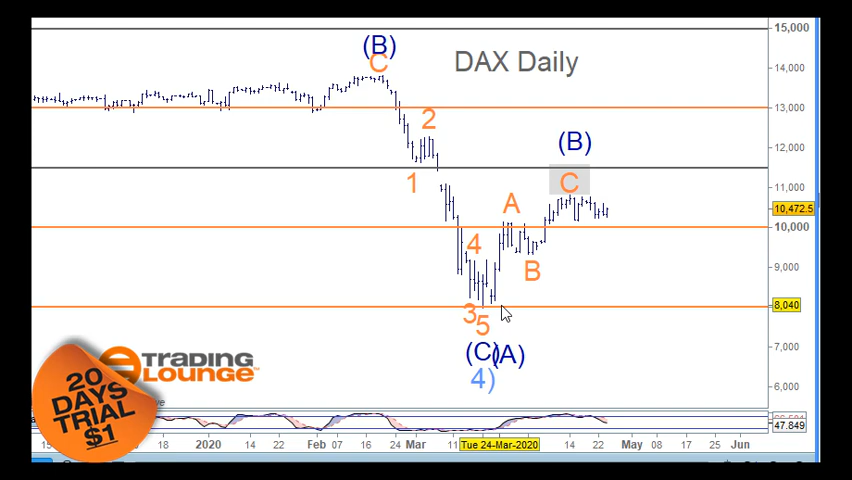 15,000
(B)
C
DAX Daily
14,000
13,000
2
12,000
(B)
1
C
11,000
A
10,472.5
10,000
4
B
9,000
8,040
3
5
7,000
(C)
(A)
4)
6,000
e TRADING
LOUNGE™
20
DAYS
TRIAL
$1
47.849
18
2020
14
22
Feb
07
16
24
Mar
11
Tue 24-Mar-2020
14
22
May
08
17
25
Jun